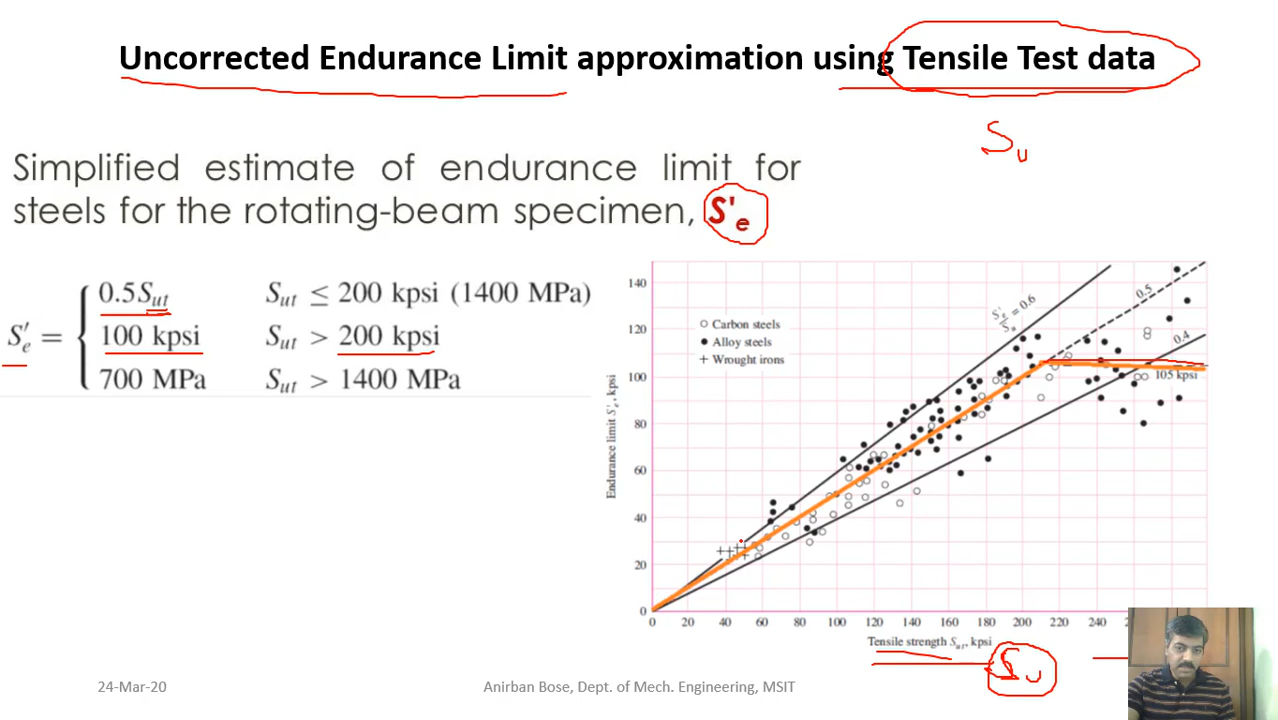 Uncorrected Endurance Limit approximation using Tensile Test data
Su
Simplified estimate of endurance limit for
steels for the rotating-beam specimen, S'e
S'e =
0.5Sut Sut ≤ 200 kpsi (1400 MPa)
100 kpsi Sut > 200 kpsi
700 MPa Sut > 1400 MPa
Endurance limit S'e, kpsi
140
120
100
80
60
40
20
0
○ Carbon steels
● Alloy steels
+ Wrought irons
S'e/Su = 0.6
0.5
0.4
105 kpsi
0 20 40 60 80 100 120 140 160 180 200 220 240
Tensile strength Sut, kpsi
Su
24-Mar-20
Anirban Bose, Dept. of Mech. Engineering, MSIT